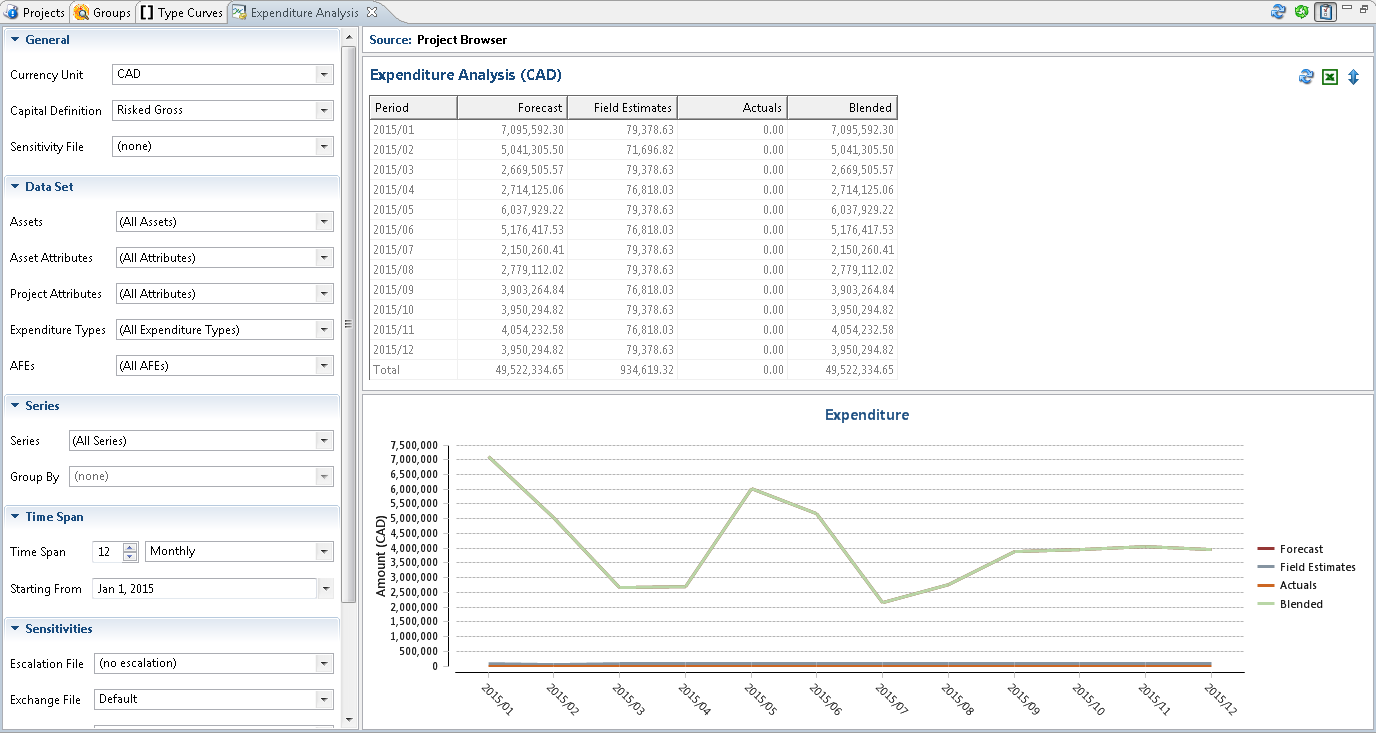 Projects Groups Type Curves Expenditure Analysis
General
Currency Unit CAD
Capital Definition Risked Gross
Sensitivity File (none)
Data Set
Assets (All Assets)
Asset Attributes (All Attributes)
Project Attributes (All Attributes)
Expenditure Types (All Expenditure Types)
AFEs (All AFEs)
Series
Series (All Series)
Group By (none)
Time Span
Time Span 12 Monthly
Starting From Jan 1, 2015
Sensitivities
Escalation File (no escalation)
Exchange File Default
Source: Project Browser
Expenditure Analysis (CAD)
Period Forecast Field Estimates Actuals Blended
2015/01 7,095,592.30 79,378.63 0.00 7,095,592.30
2015/02 5,041,305.50 71,696.82 0.00 5,041,305.50
2015/03 2,669,505.57 79,378.63 0.00 2,669,505.57
2015/04 2,714,125.06 76,818.03 0.00 2,714,125.06
2015/05 6,037,929.22 79,378.63 0.00 6,037,929.22
2015/06 5,176,417.53 76,818.03 0.00 5,176,417.53
2015/07 2,150,260.41 79,378.63 0.00 2,150,260.41
2015/08 2,779,112.02 79,378.63 0.00 2,779,112.02
2015/09 3,903,264.84 76,818.03 0.00 3,903,264.84
2015/10 3,950,294.82 79,378.63 0.00 3,950,294.82
2015/11 4,054,232.58 76,818.03 0.00 4,054,232.58
2015/12 3,950,294.82 79,378.63 0.00 3,950,294.82
Total 49,522,334.65 934,619.32 0.00 49,522,334.65
Expenditure
Amount (CAD)
7,500,000
7,000,000
6,500,000
6,000,000
5,500,000
5,000,000
4,500,000
4,000,000
3,500,000
3,000,000
2,500,000
2,000,000
1,500,000
1,000,000
500,000
0
2015/01 2015/02 2015/03 2015/04 2015/05 2015/06 2015/07 2015/08 2015/09 2015/10 2015/11 2015/12
Forecast
Field Estimates
Actuals
Blended